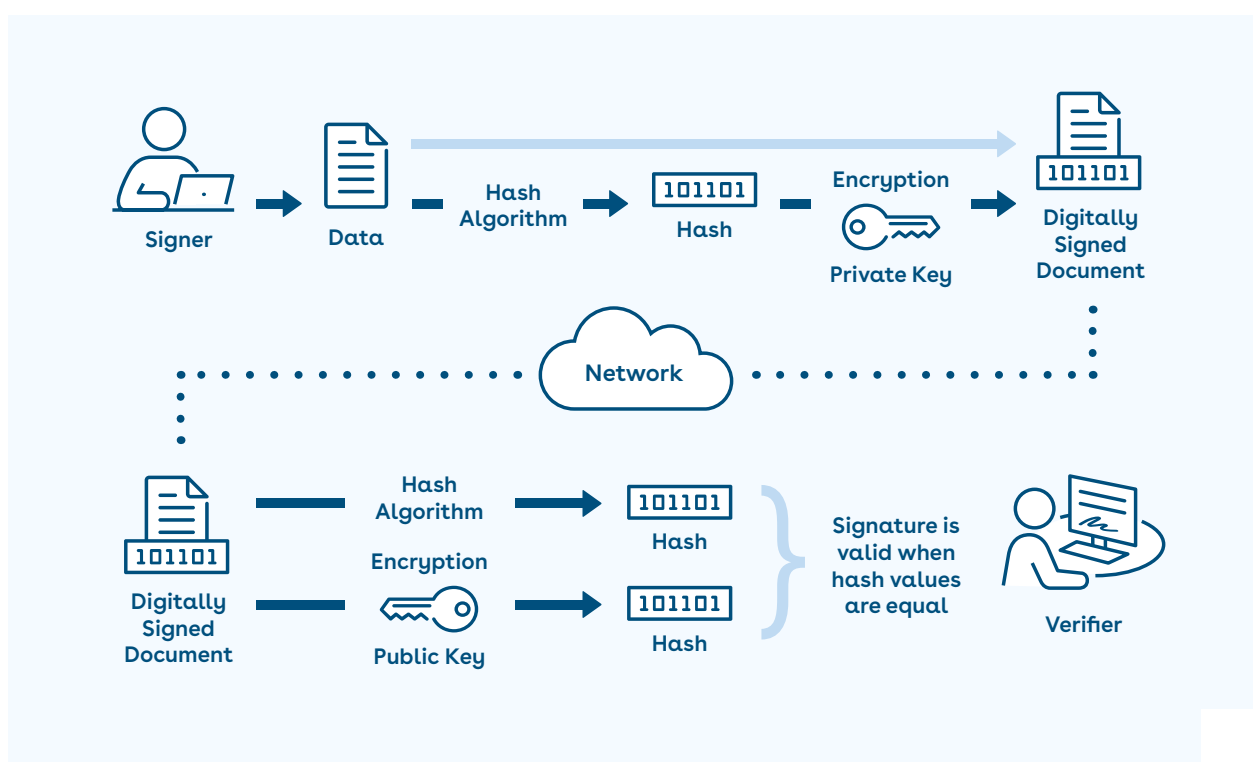 Signer
Data
Hash
Algorithm
101101
Hash
Encryption
Private Key
101101
Digitally
Signed
Document
Network
101101
Digitally
Signed
Document
Hash
Algorithm
101101
Hash
Encryption
Public Key
101101
Hash
Signature is
valid when
hash values
are equal
Verifier